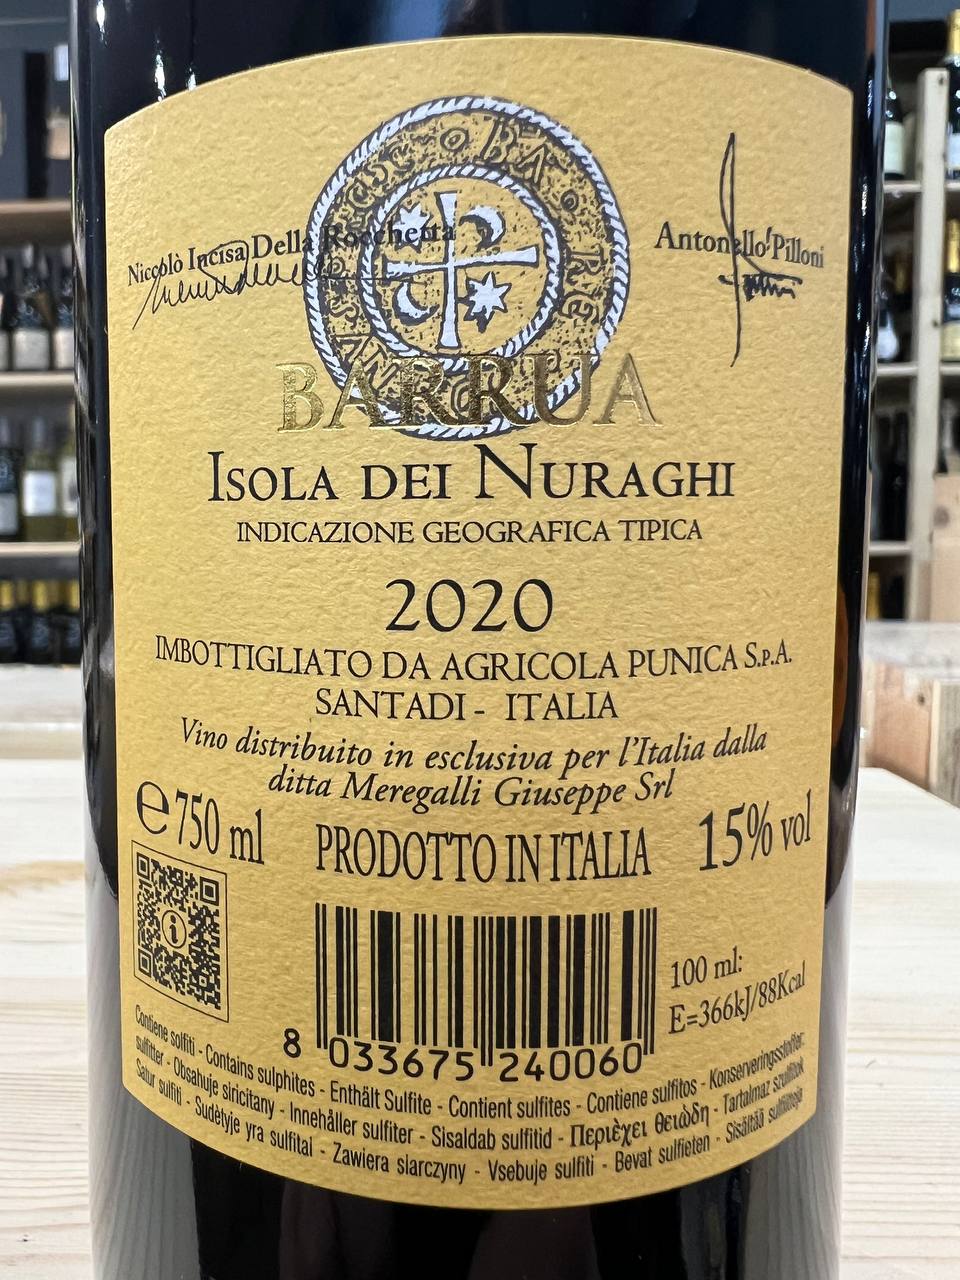 Niccolò Incisa Della Rocchetta
Antonello Pilloni
BARRUA
ISOLA DEI NURAGHI
INDICAZIONE GEOGRAFICA TIPICA
2020
IMBOTTIGLIATO DA AGRICOLA PUNICA S.P.A.
SANTADI - ITALIA
Vino distribuito in esclusiva per l'Italia dalla
ditta Meregalli Giuseppe Srl
e 750 ml
PRODOTTO IN ITALIA
15% vol
100 ml:
E=366kJ/88Kcal
8 033675 240060
Contiene solfiti - Contains sulphites - Enthält Sulfite - Contient sulfites - Contiene sulfitos - Konserveringsstoffer:
sulfitter - Obsahuje siricitany - Innehåller sulfiter - Sisaldab sulfitid - Περιέχει θειώδη - Tartalmaz szulfitok
Satur sulfiti - Sudėtyje yra sulfitai - Zawiera siarczyny - Vsebuje sulfiti - Bevat sulfieten - Sisältää sulfiitteja